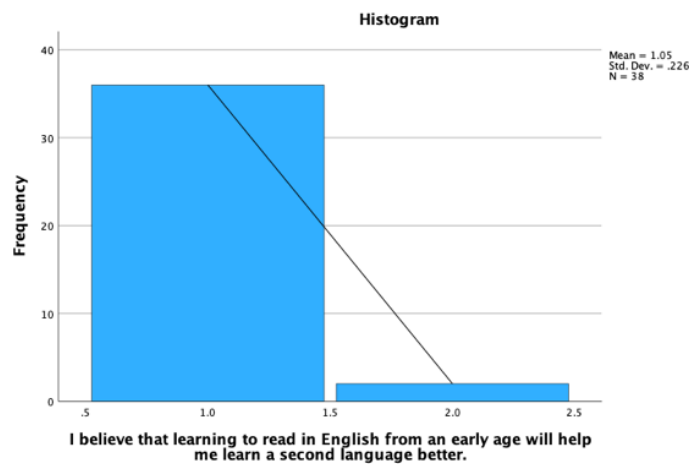 Histogram
Mean = 1.05
Std. Dev. = .226
N = 38
Frequency
40
30
20
10
0
.5 1.0 1.5 2.0 2.5
I believe that learning to read in English from an early age will help
me learn a second language better.